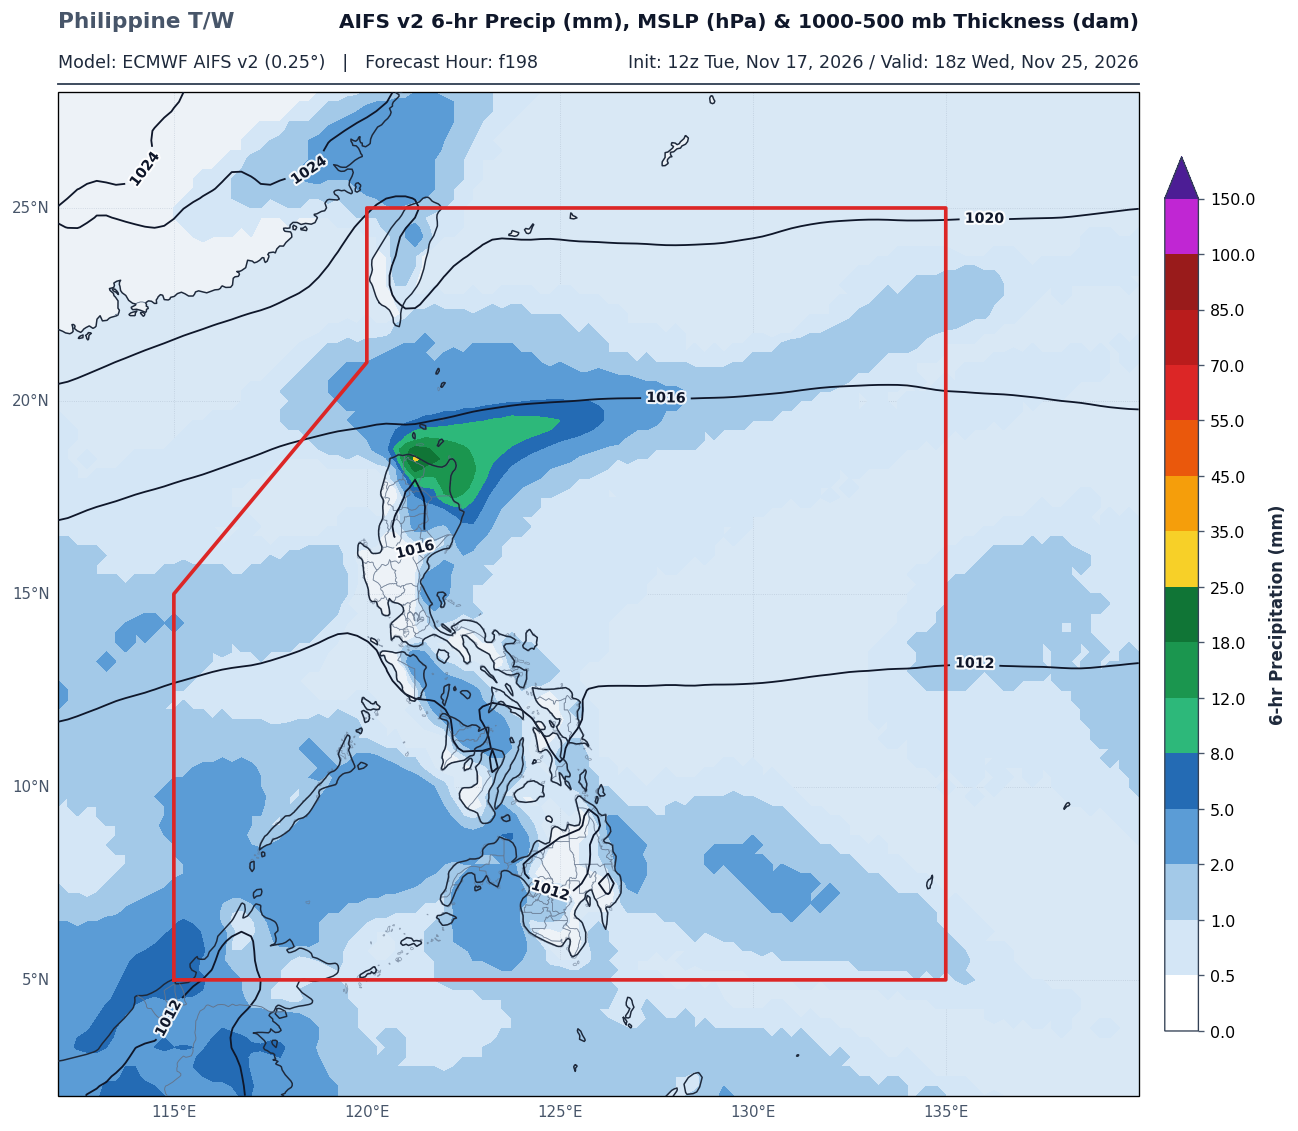 Philippine T/W
AIFS v2 6-hr Precip (mm), MSLP (hPa) & 1000-500 mb Thickness (dam)
Model: ECMWF AIFS v2 (0.25°) | Forecast Hour: f198
Init: 12z Tue, Nov 17, 2026 / Valid: 18z Wed, Nov 25, 2026
1024
1024
1020
1016
1016
1012
1012
1012
25°N
20°N
15°N
10°N
5°N
115°E
120°E
125°E
130°E
135°E
150.0
100.0
85.0
70.0
55.0
45.0
35.0
25.0
18.0
12.0
8.0
5.0
2.0
1.0
0.5
0.0
6-hr Precipitation (mm)